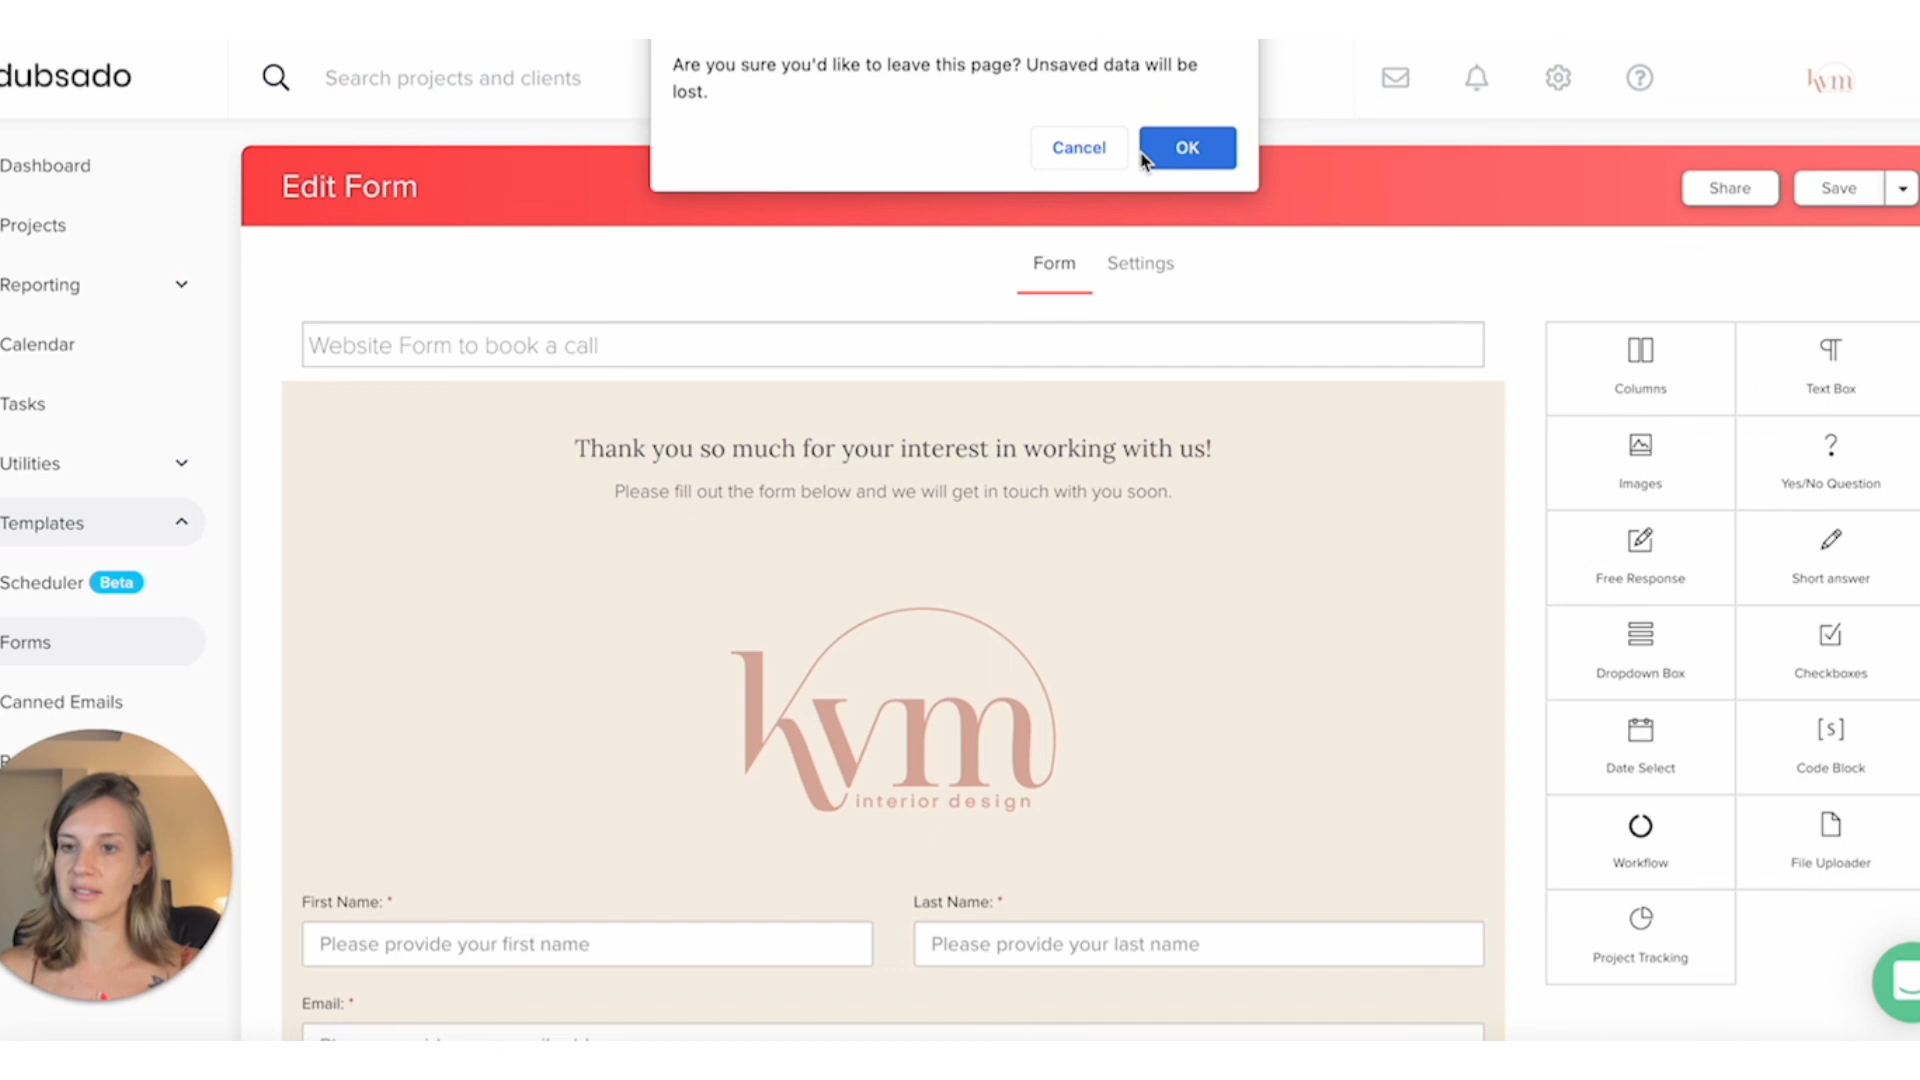 dubsado
Search projects and clients
Are you sure you'd like to leave this page? Unsaved data will be
lost.
Cancel
OK
kvm
Edit Form
Share
Save
Dashboard
Projects
Reporting
Calendar
Tasks
Utilities
Templates
Scheduler Beta
Forms
Canned Emails
Form
Settings
Website Form to book a call
Thank you so much for your interest in working with us!
Please fill out the form below and we will get in touch with you soon.
kvm
interior design
First Name: *
Last Name: *
Please provide your first name
Please provide your last name
Email: *
Columns
Text Box
Images
Yes/No Question
Free Response
Short answer
Dropdown Box
Checkboxes
Date Select
[s]
Code Block
Workflow
File Uploader
Project Tracking